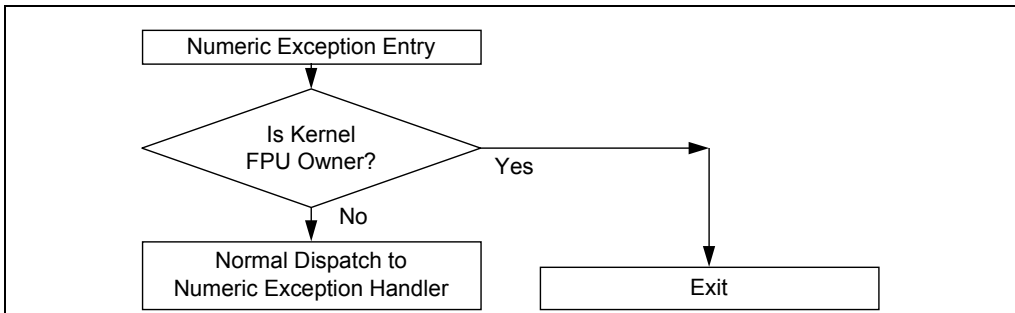 Numeric Exception Entry
Is Kernel
FPU Owner?
Yes
No
Normal Dispatch to
Numeric Exception Handler
Exit